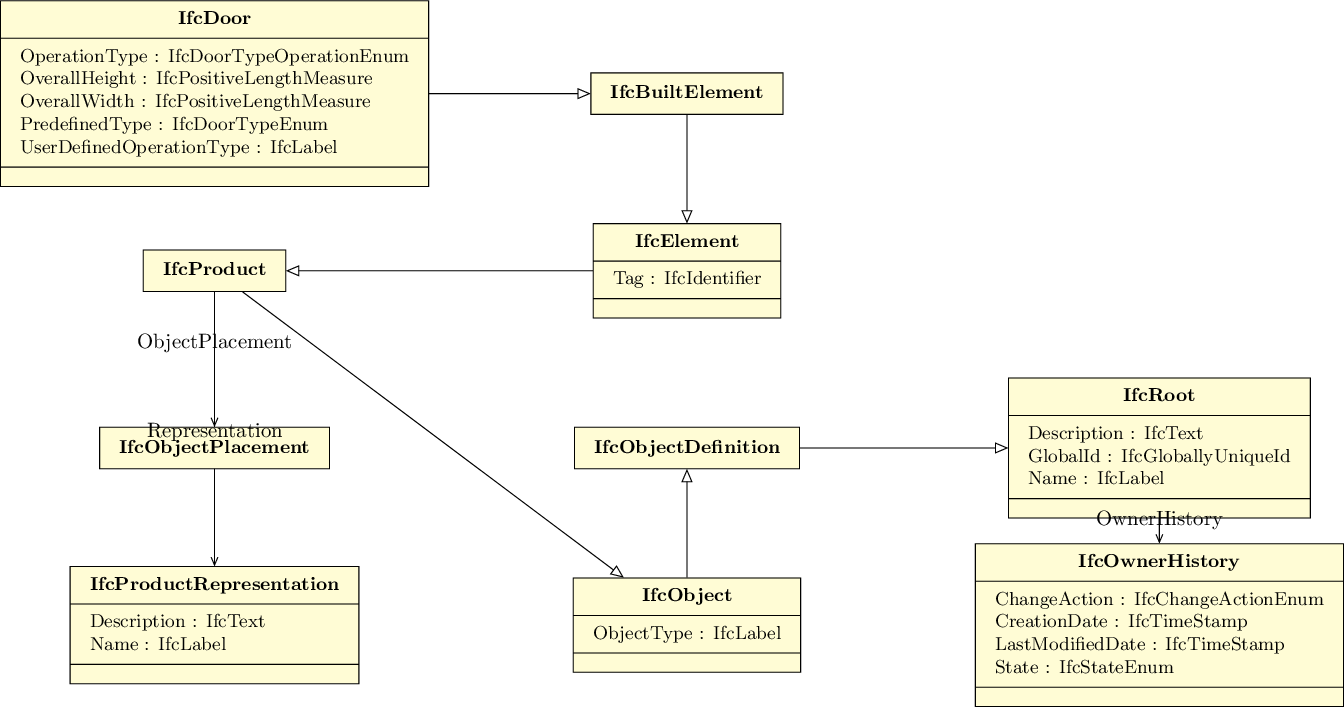 IfcDoor
OperationType : IfcDoorTypeOperationEnum
OverallHeight : IfcPositiveLengthMeasure
OverallWidth : IfcPositiveLengthMeasure
PredefinedType : IfcDoorTypeEnum
UserDefinedOperationType : IfcLabel
IfcBuiltElement
IfcElement
Tag : IfcIdentifier
IfcProduct
ObjectPlacement
Representation
IfcObjectPlacement
IfcObjectDefinition
IfcRoot
Description : IfcText
GlobalId : IfcGloballyUniqueId
Name : IfcLabel
OwnerHistory
IfcOwnerHistory
ChangeAction : IfcChangeActionEnum
CreationDate : IfcTimeStamp
LastModifiedDate : IfcTimeStamp
State : IfcStateEnum
IfcProductRepresentation
Description : IfcText
Name : IfcLabel
IfcObject
ObjectType : IfcLabel